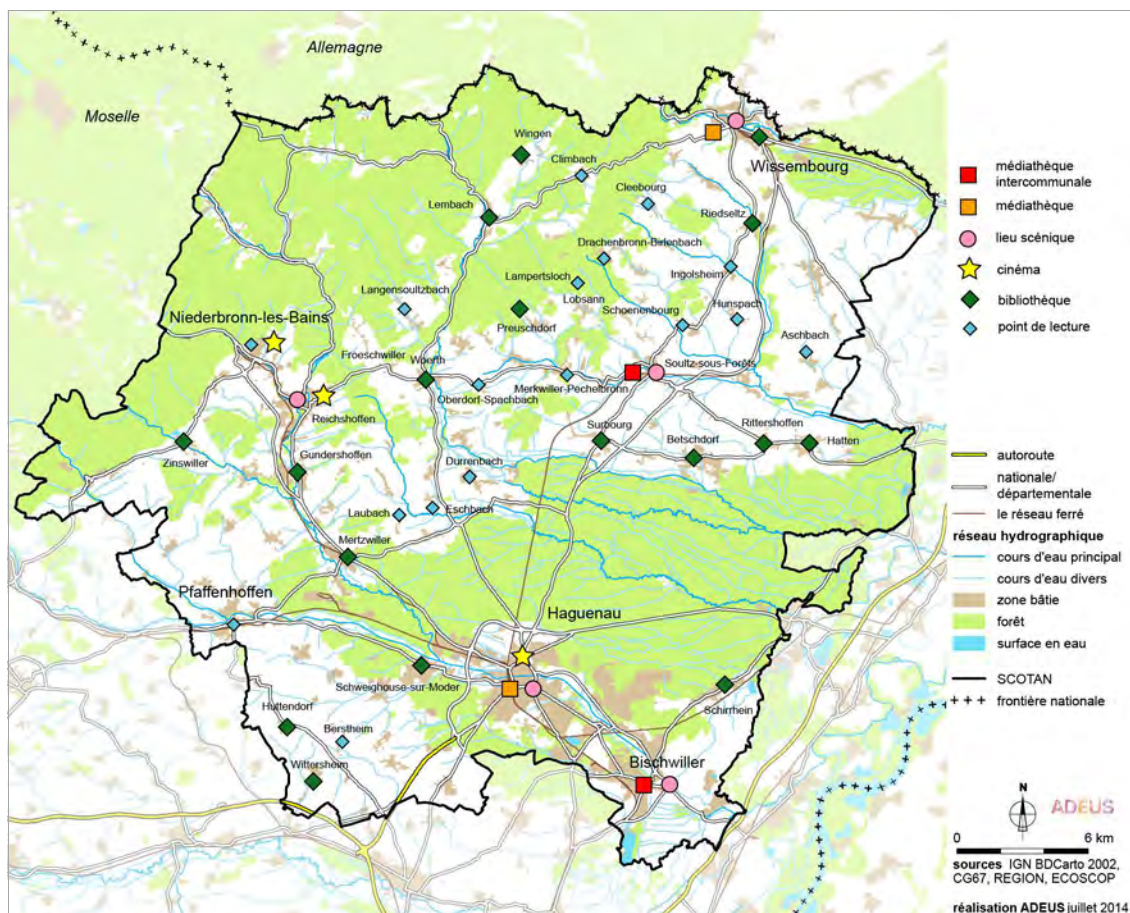 Allemagne
Moselle
Wingen
Climbach
Wissembourg
Cleebourg
Lembach
Riedseltz
Drachenbronn-Birlenbach
Ingolsheim
Lampertsloch
Langensoultzbach
Lobsann
Hunspach
Schoenenbourg
Niederbronn-les-Bains
Preuschdorf
Aschbach
Froeschwiller
Woerth
Soultz-sous-Forêts
Merkwiller-Pechelbronn
Oberdorf-Spachbach
Reichshoffen
Surbourg
Rittershoffen
Betschdorf
Hatten
Zinswiller
Gundershoffen
Durrenbach
Laubach
Eschbach
Mertzwiller
Pfaffenhoffen
Haguenau
Schweighouse-sur-Moder
Schirrhein
Huttendorf
Berstheim
Bischwiller
Wittersheim
médiathèque
intercommunale
médiathèque
lieu scénique
cinéma
bibliothèque
point de lecture
autoroute
nationale/
départementale
le réseau ferré
réseau hydrographique
cours d'eau principal
cours d'eau divers
zone bâtie
forêt
surface en eau
SCOTAN
frontière nationale
N
ADEUS
0 6 km
sources IGN BDCarto 2002,
CG67, REGION, ECOSCOP
réalisation ADEUS juillet 2014